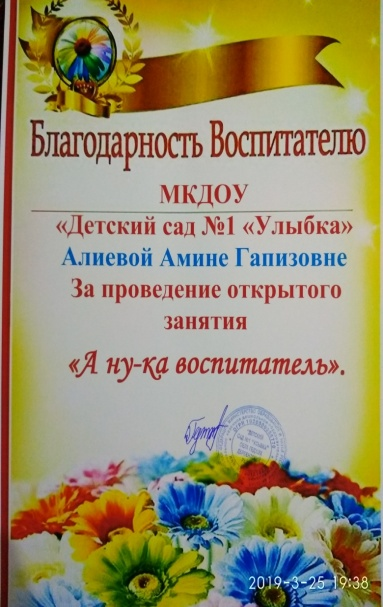 Благодарность Воспитателю
МКДОУ
«Детский сад №1 «Улыбка»
Алиевой Амине Гапизовне
За проведение открытого
занятия
«А ну-ка воспитатель».
2019-3-25 19:38